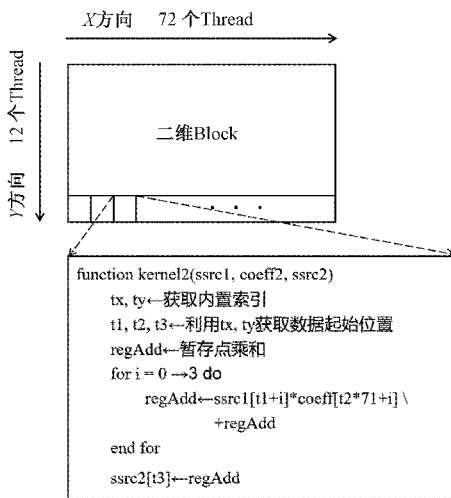 X方向 72 个Thread
Y方向 12 个Thread
二维Block
· · ·
function kernel2(ssrc1, coeff2, ssrc2)
tx, ty←获取内置索引
t1, t2, t3←利用tx, ty获取数据起始位置
regAdd←暂存点乘和
for i = 0 →3 do
regAdd←ssrc1[t1+i]*coeff[t2*71+i] \
+regAdd
end for
ssrc2[t3]←regAdd